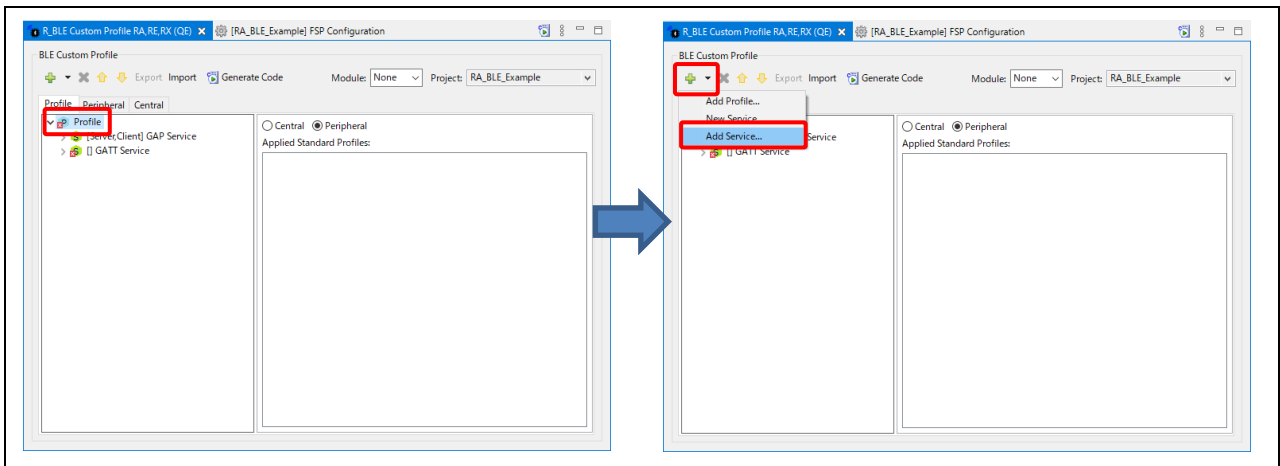 R_BLE Custom Profile RA,RE,RX (QE)
[RA_BLE_Example] FSP Configuration
BLE Custom Profile
Export Import Generate Code Module: None Project: RA_BLE_Example
Profile Peripheral Central
Profile
[Server,Client] GAP Service
[] GATT Service
Central Peripheral
Applied Standard Profiles:
R_BLE Custom Profile RA,RE,RX (QE)
[RA_BLE_Example] FSP Configuration
BLE Custom Profile
Export Import Generate Code Module: None Project: RA_BLE_Example
Add Profile...
New Service
Add Service...
Service
[] GATT Service
Central Peripheral
Applied Standard Profiles: